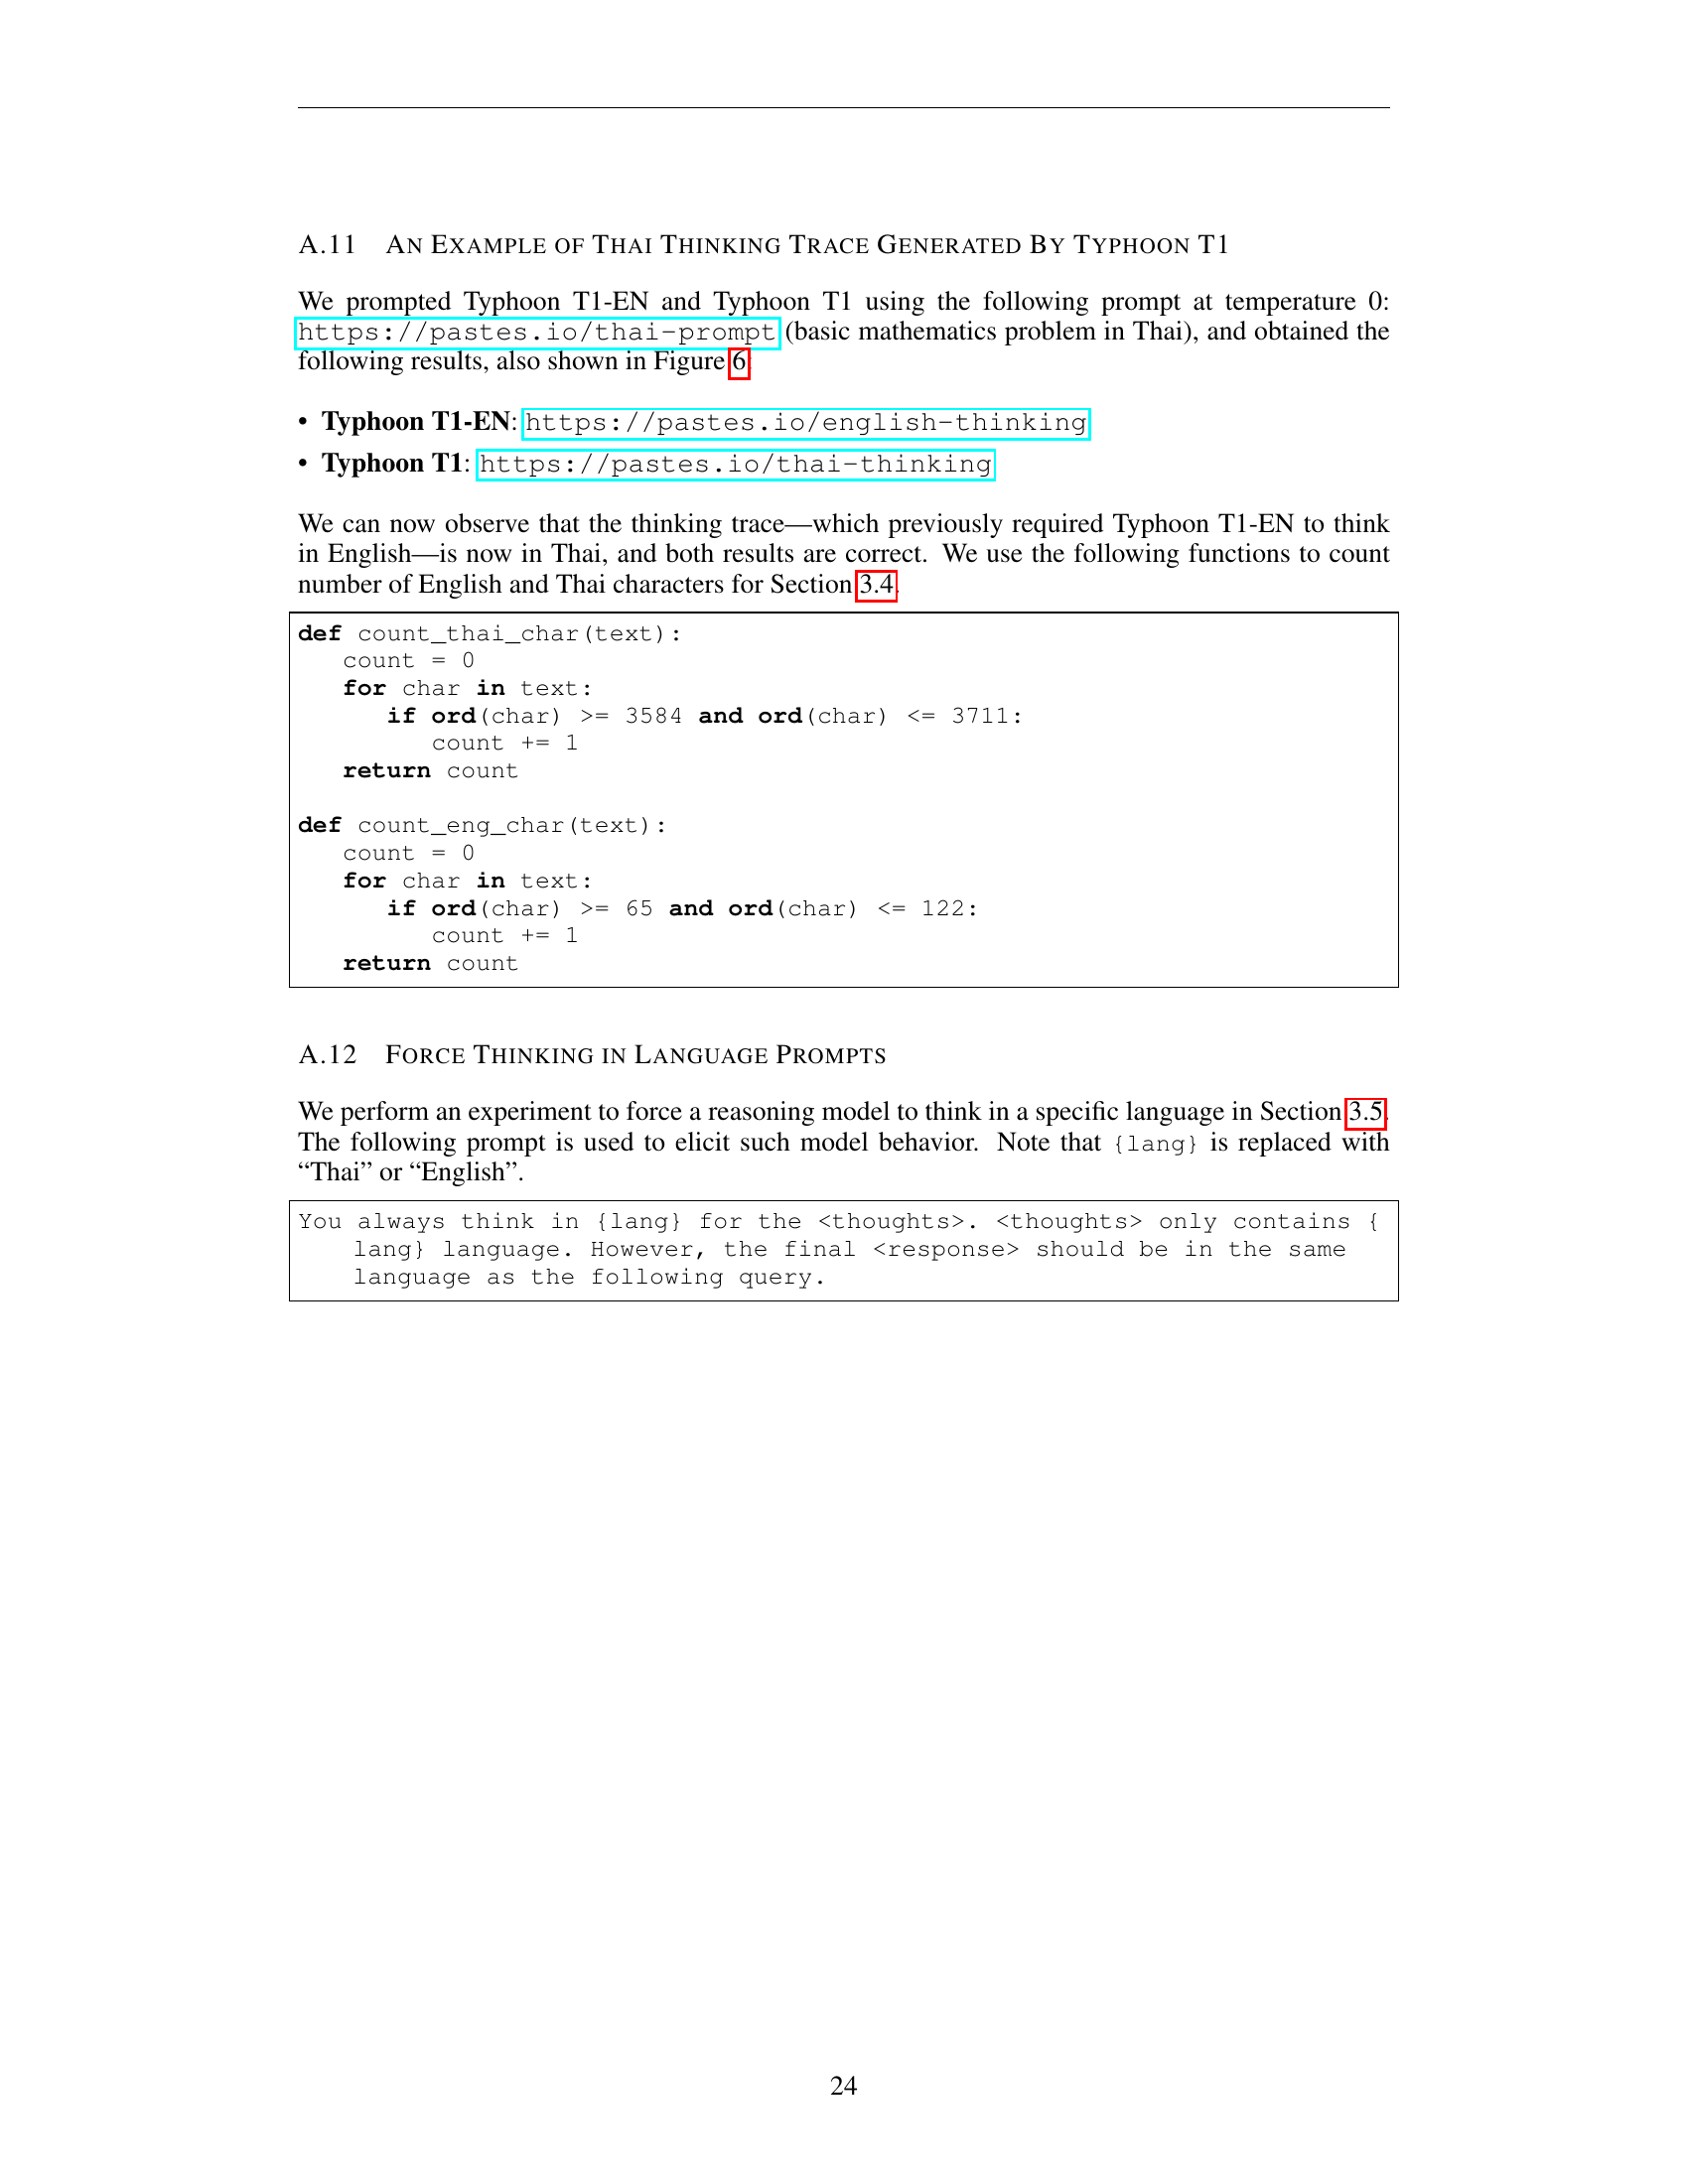 A.11 AN EXAMPLE OF THAI THINKING TRACE GENERATED BY TYPHOON T1
We prompted Typhoon T1-EN and Typhoon T1 using the following prompt at temperature 0:
https://pastes.io/thai-prompt (basic mathematics problem in Thai), and obtained the
following results, also shown in Figure 6:
• Typhoon T1-EN: https://pastes.io/english-thinking
• Typhoon T1: https://pastes.io/thai-thinking
We can now observe that the thinking trace—which previously required Typhoon T1-EN to think
in English—is now in Thai, and both results are correct. We use the following functions to count
number of English and Thai characters for Section 3.4.
def count_thai_char(text):
   count = 0
   for char in text:
      if ord(char) >= 3584 and ord(char) <= 3711:
         count += 1
   return count
def count_eng_char(text):
   count = 0
   for char in text:
      if ord(char) >= 65 and ord(char) <= 122:
         count += 1
   return count
A.12 FORCE THINKING IN LANGUAGE PROMPTS
We perform an experiment to force a reasoning model to think in a specific language in Section 3.5.
The following prompt is used to elicit such model behavior. Note that {lang} is replaced with
“Thai” or “English”.
You always think in {lang} for the <thoughts>. <thoughts> only contains {
lang} language. However, the final <response> should be in the same
language as the following query.
24